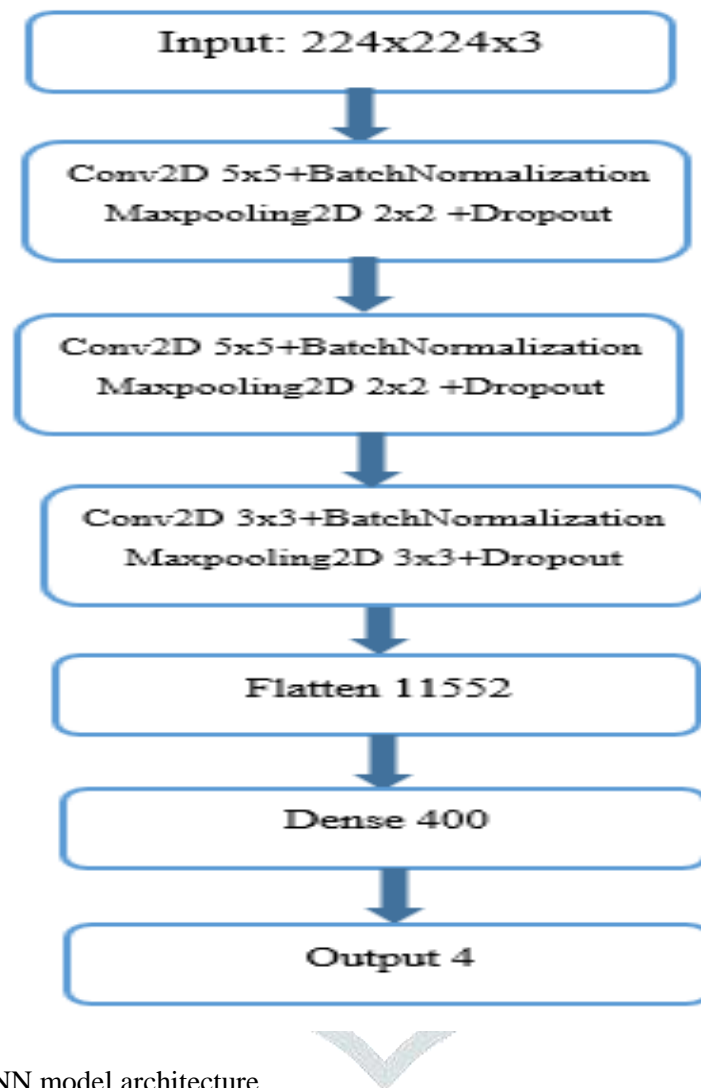 Input: 224x224x3
Conv2D 5x5+BatchNormalization
Maxpooling2D 2x2 +Dropout
Conv2D 5x5+BatchNormalization
Maxpooling2D 2x2 +Dropout
Conv2D 3x3+BatchNormalization
Maxpooling2D 3x3+Dropout
Flatten 11552
Dense 400
Output 4
NN model architecture